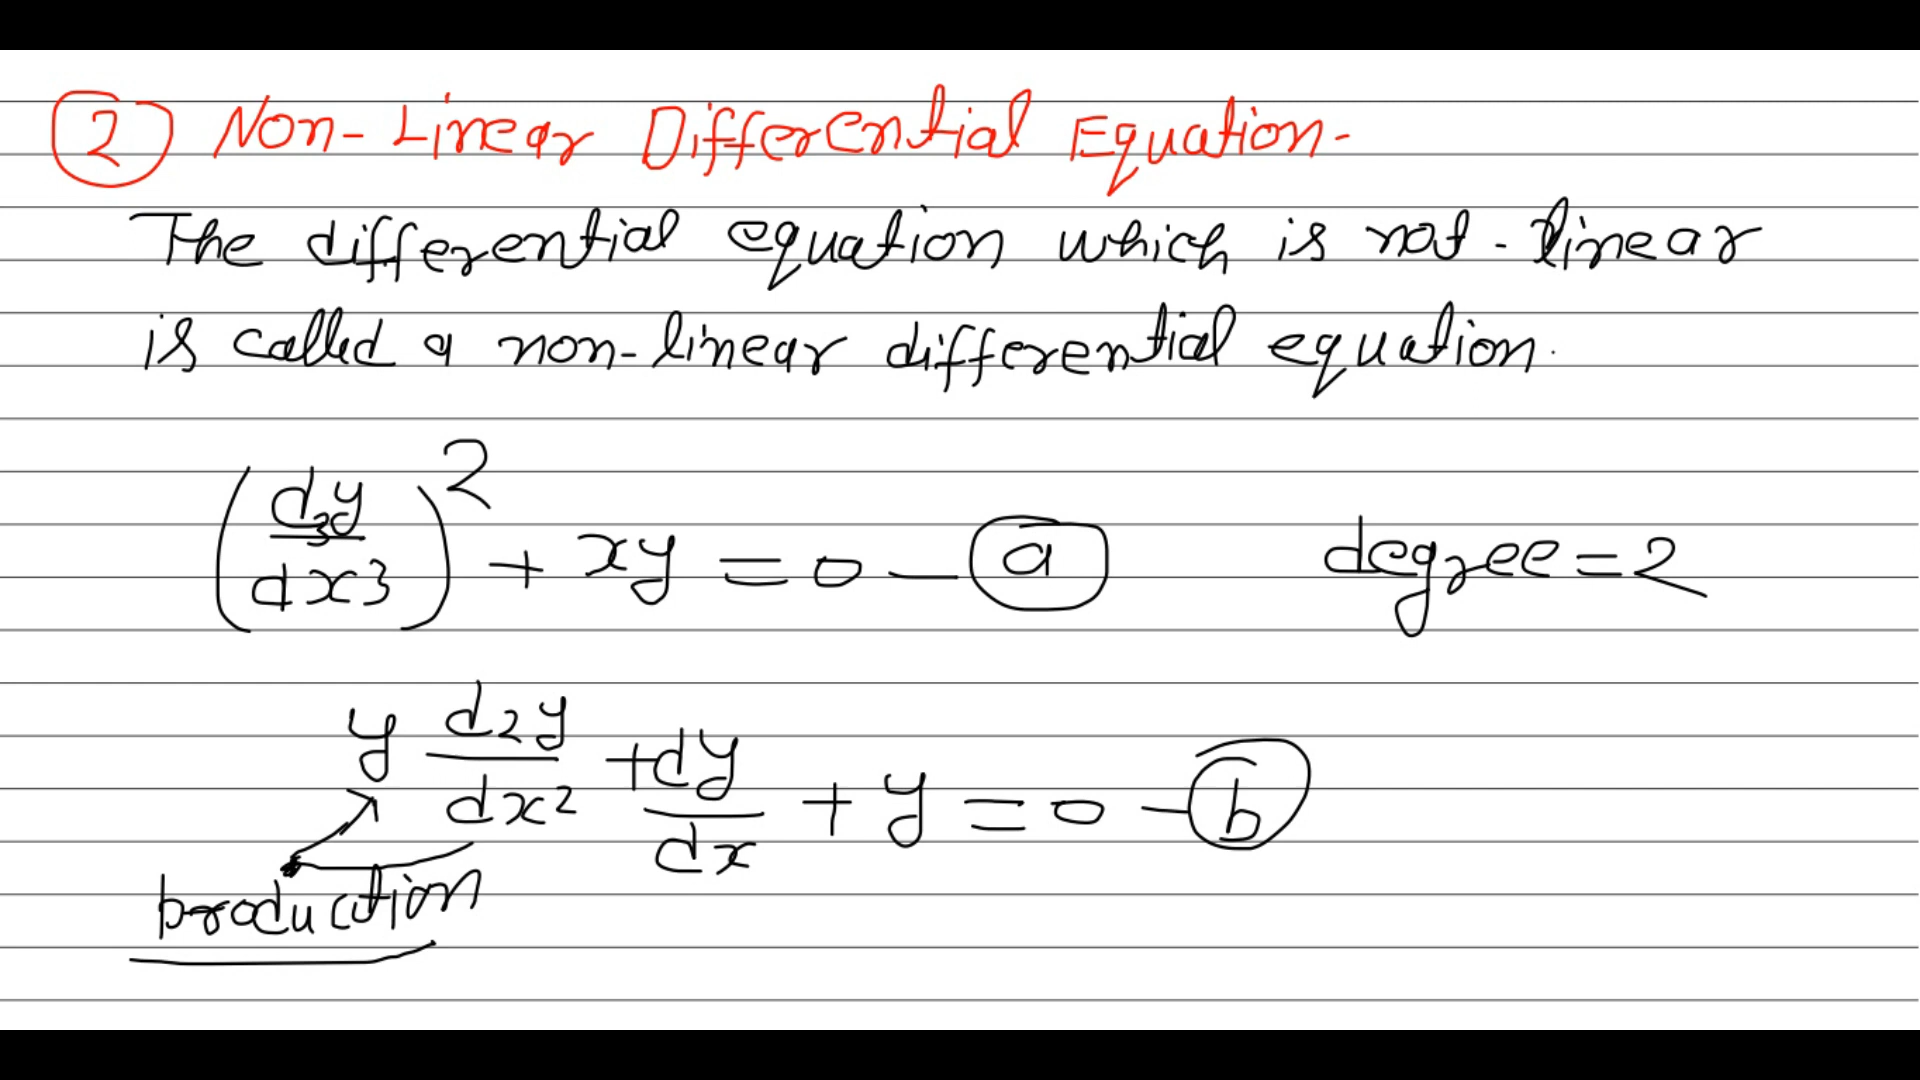 ② Non-Linear Differential Equation-
The differential equation which is not-linear
is called a non-linear differential equation.
(d3y/dx3)² + xy = 0 - ⓐ degree = 2
y d2y/dx² + dy/dx + y = 0 - ⓑ
production